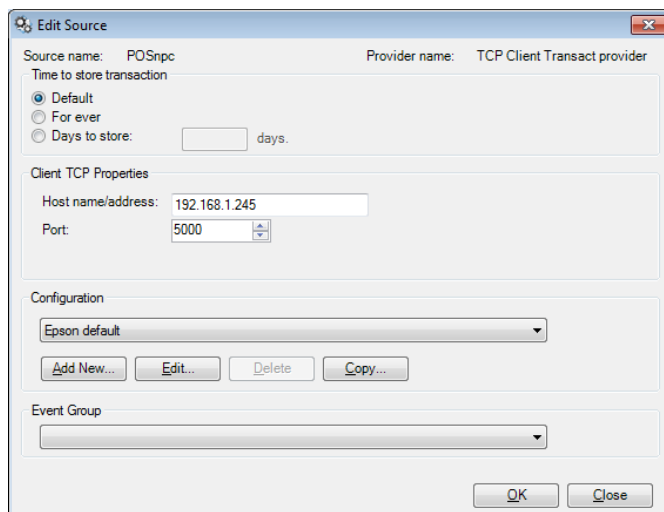 Edit Source
Source name: POSnpc Provider name: TCP Client Transact provider
Time to store transaction
Default
For ever
Days to store: days.
Client TCP Properties
Host name/address: 192.168.1.245
Port: 5000
Configuration
Epson default
Add New... Edit... Delete Copy...
Event Group
OK Close